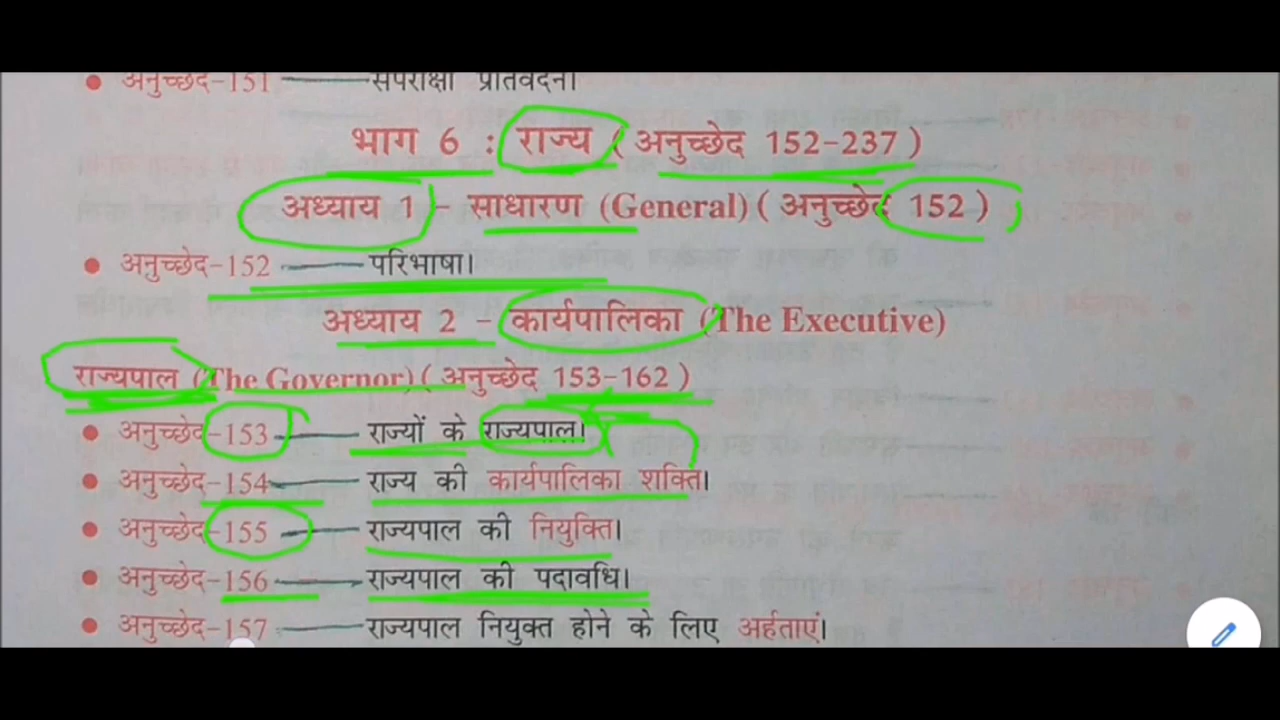 अनुच्छेद-151 ——— संपरीक्षा प्रतिवेदन।
भाग 6 : राज्य ( अनुच्छेद 152-237 )
अध्याय 1 - साधारण (General) ( अनुच्छेद 152 )
• अनुच्छेद-152 ——— परिभाषा।
अध्याय 2 - कार्यपालिका (The Executive)
राज्यपाल (The Governor) ( अनुच्छेद 153-162 )
• अनुच्छेद-153 ——— राज्यों के राज्यपाल।
• अनुच्छेद-154 ——— राज्य की कार्यपालिका शक्ति।
• अनुच्छेद-155 ——— राज्यपाल की नियुक्ति।
• अनुच्छेद-156 ——— राज्यपाल की पदावधि।
• अनुच्छेद-157 ——— राज्यपाल नियुक्त होने के लिए अर्हताएं।